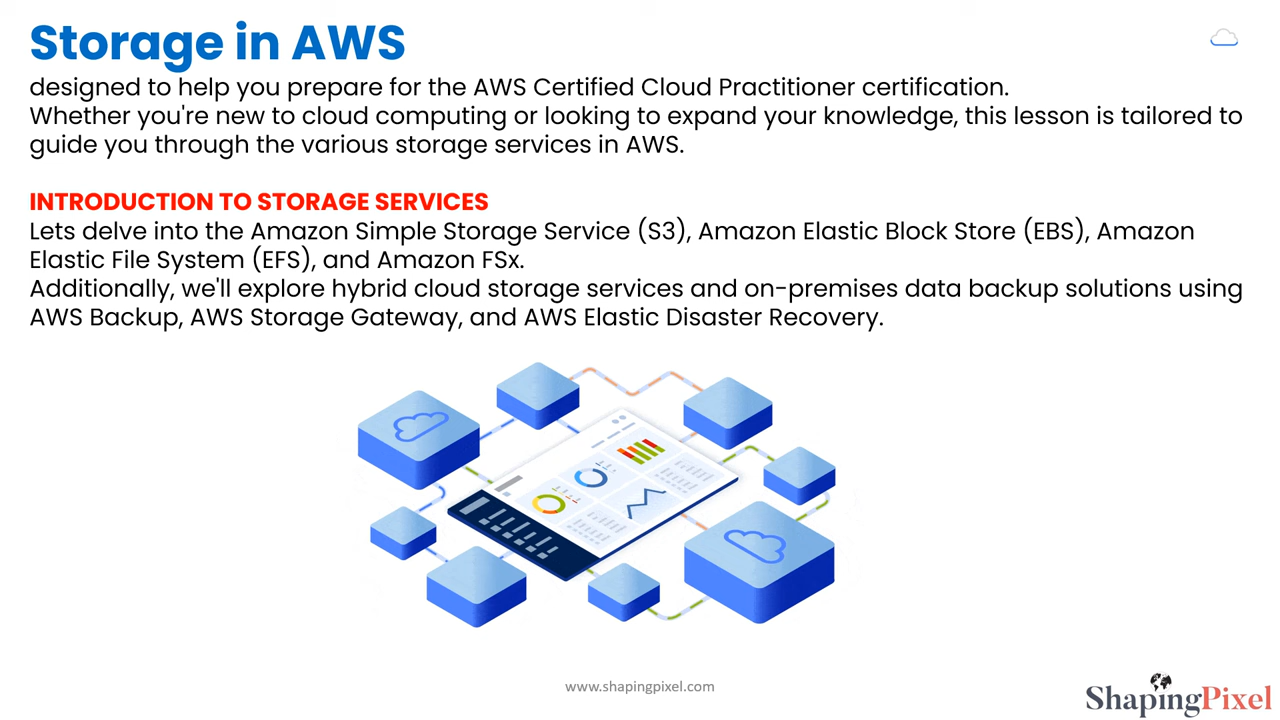 Storage in AWS
designed to help you prepare for the AWS Certified Cloud Practitioner certification.
Whether you're new to cloud computing or looking to expand your knowledge, this lesson is tailored to
guide you through the various storage services in AWS.
INTRODUCTION TO STORAGE SERVICES
Lets delve into the Amazon Simple Storage Service (S3), Amazon Elastic Block Store (EBS), Amazon
Elastic File System (EFS), and Amazon FSx.
Additionally, we'll explore hybrid cloud storage services and on-premises data backup solutions using
AWS Backup, AWS Storage Gateway, and AWS Elastic Disaster Recovery.
www.shapingpixel.com
ShapingPixel